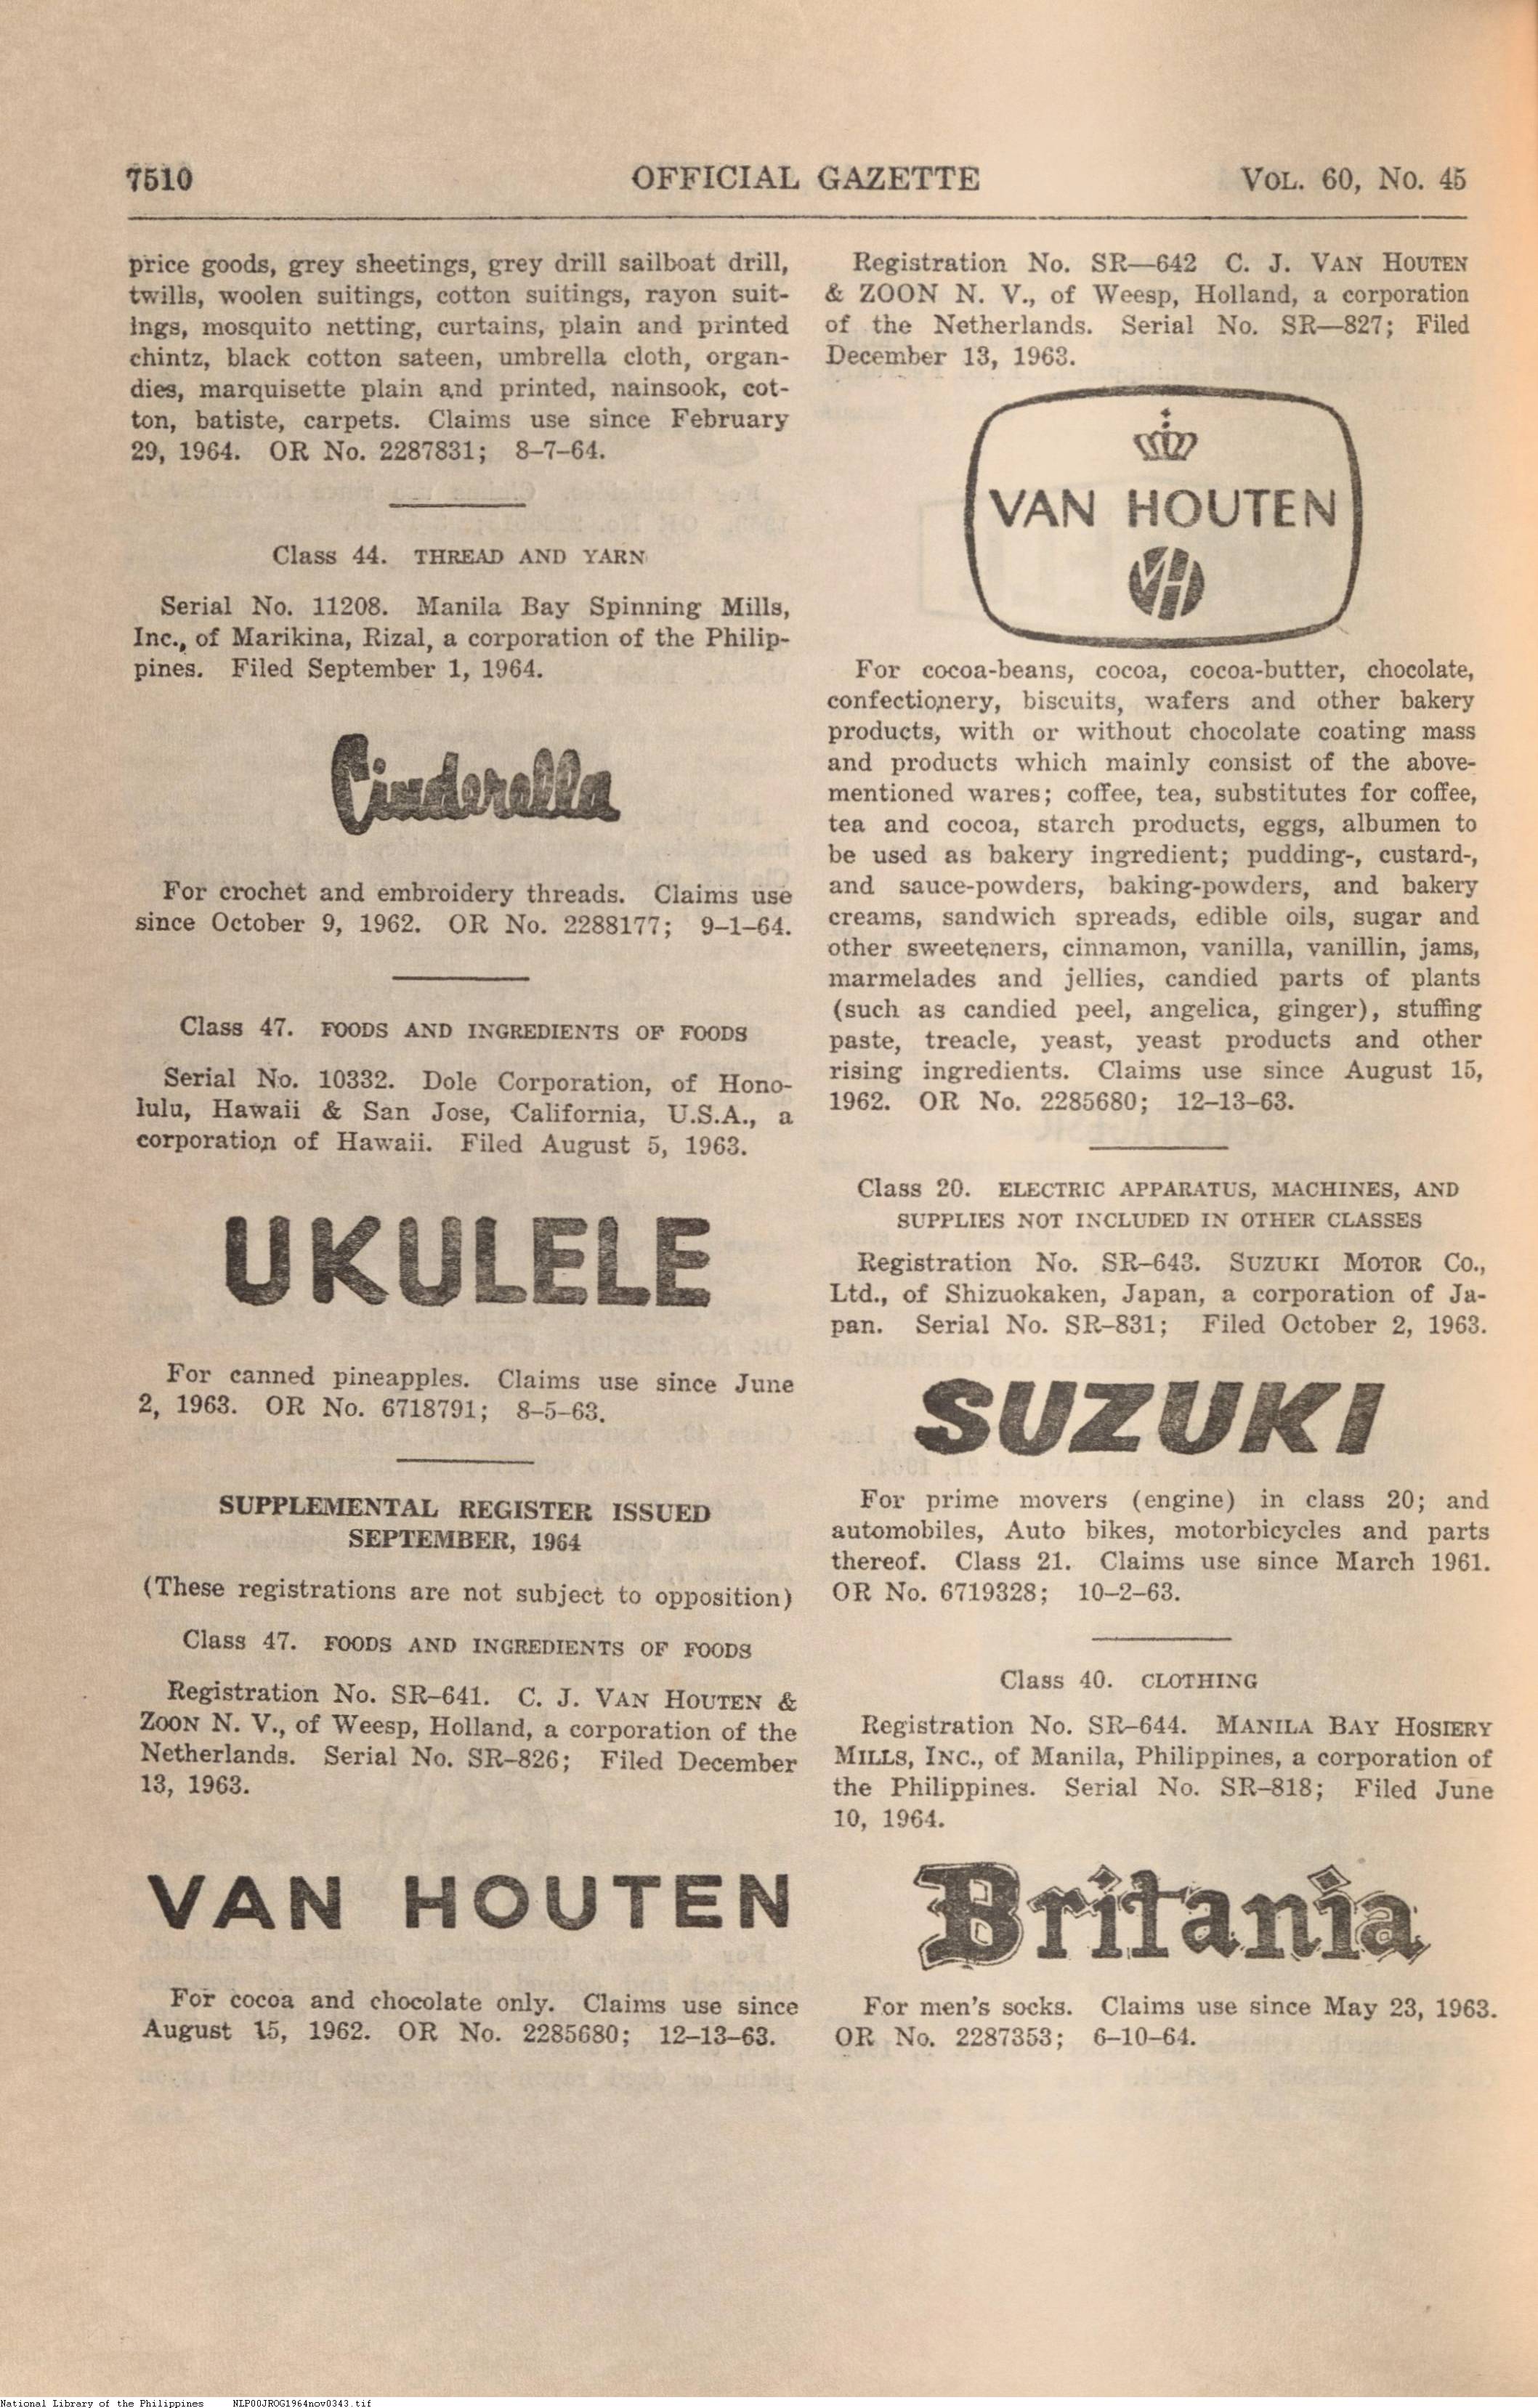 7510
OFFICIAL GAZETTE
VOL. 60, No. 45
price goods, grey sheetings, grey drill sailboat drill,
twills, woolen suitings, cotton suitings, rayon suit-
ings, mosquito netting, curtains, plain and printed
chintz, black cotton sateen, umbrella cloth, organ-
dies, marquisette plain and printed, nainsook, cot-
ton, batiste, carpets. Claims use since February
29, 1964. OR No. 2287831; 8–7–64.
Class 44. THREAD AND YARN
Serial No. 11208. Manila Bay Spinning Mills,
Inc., of Marikina, Rizal, a corporation of the Philip-
pines. Filed September 1, 1964.
Cinderella
For crochet and embroidery threads. Claims use
since October 9, 1962. OR No. 2288177; 9–1–64.
Class 47. FOODS AND INGREDIENTS OF FOODS
Serial No. 10332. Dole Corporation, of Hono-
lulu, Hawaii & San Jose, California, U.S.A., a
corporation of Hawaii. Filed August 5, 1963.
UKULELE
For canned pineapples. Claims use since June
2, 1963. OR No. 6718791; 8–5–63.
SUPPLEMENTAL REGISTER ISSUED
SEPTEMBER, 1964
(These registrations are not subject to opposition)
Class 47. FOODS AND INGREDIENTS OF FOODS
Registration No. SR–641. C. J. VAN HOUTEN &
ZOON N. V., of Weesp, Holland, a corporation of the
Netherlands. Serial No. SR–826; Filed December
13, 1963.
VAN HOUTEN
For cocoa and chocolate only. Claims use since
August 15, 1962. OR No. 2285680; 12–13–63.
Registration No. SR—642 C. J. VAN HOUTEN
& ZOON N. V., of Weesp, Holland, a corporation
of the Netherlands. Serial No. SR—827; Filed
December 13, 1963.
VAN HOUTEN
VH
For cocoa-beans, cocoa, cocoa-butter, chocolate,
confectionery, biscuits, wafers and other bakery
products, with or without chocolate coating mass
and products which mainly consist of the above-
mentioned wares; coffee, tea, substitutes for coffee,
tea and cocoa, starch products, eggs, albumen to
be used as bakery ingredient; pudding-, custard-,
and sauce-powders, baking-powders, and bakery
creams, sandwich spreads, edible oils, sugar and
other sweeteners, cinnamon, vanilla, vanillin, jams,
marmelades and jellies, candied parts of plants
(such as candied peel, angelica, ginger), stuffing
paste, treacle, yeast, yeast products and other
rising ingredients. Claims use since August 15,
1962. OR No. 2285680; 12–13–63.
Class 20. ELECTRIC APPARATUS, MACHINES, AND
SUPPLIES NOT INCLUDED IN OTHER CLASSES
Registration No. SR–643. SUZUKI MOTOR Co.,
Ltd., of Shizuokaken, Japan, a corporation of Ja-
pan. Serial No. SR–831; Filed October 2, 1963.
SUZUKI
For prime movers (engine) in class 20; and
automobiles, Auto bikes, motorbicycles and parts
thereof. Class 21. Claims use since March 1961.
OR No. 6719328; 10–2–63.
Class 40. CLOTHING
Registration No. SR–644. MANILA BAY HOSIERY
MILLS, INC., of Manila, Philippines, a corporation of
the Philippines. Serial No. SR–818; Filed June
10, 1964.
Britania
For men's socks. Claims use since May 23, 1963.
OR No. 2287353; 6–10–64.
National Library of the Philippines NLP00JROG1964nov0343.tif